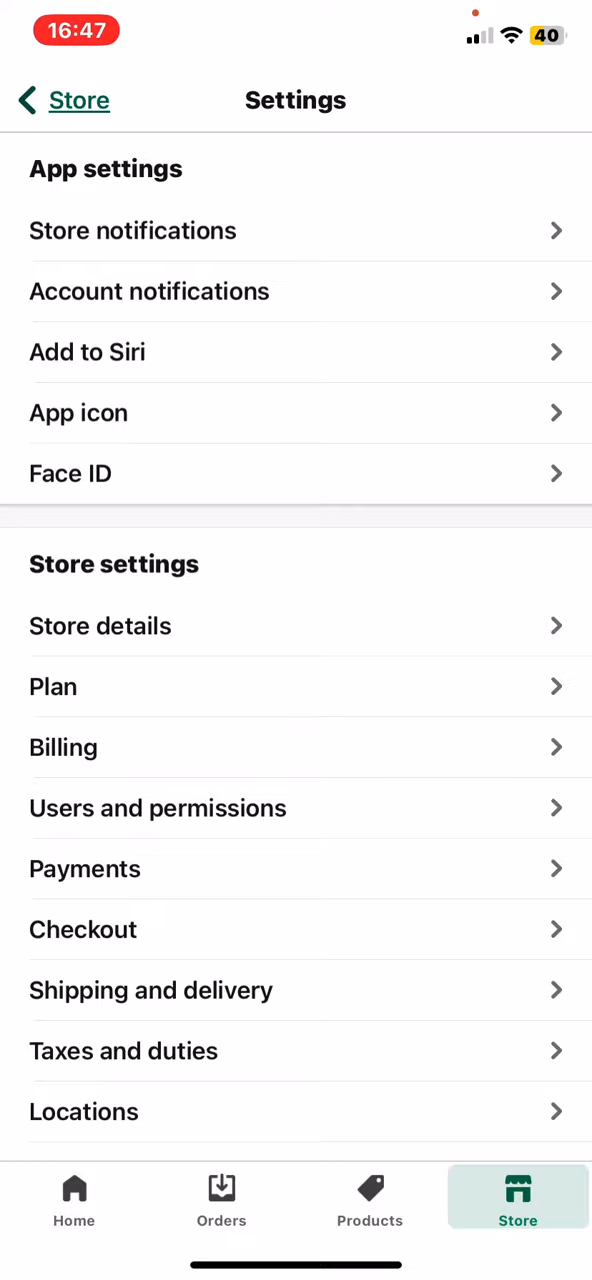 16:47
40
Store
Settings
App settings
Store notifications
Account notifications
Add to Siri
App icon
Face ID
Store settings
Store details
Plan
Billing
Users and permissions
Payments
Checkout
Shipping and delivery
Taxes and duties
Locations
Home
Orders
Products
Store